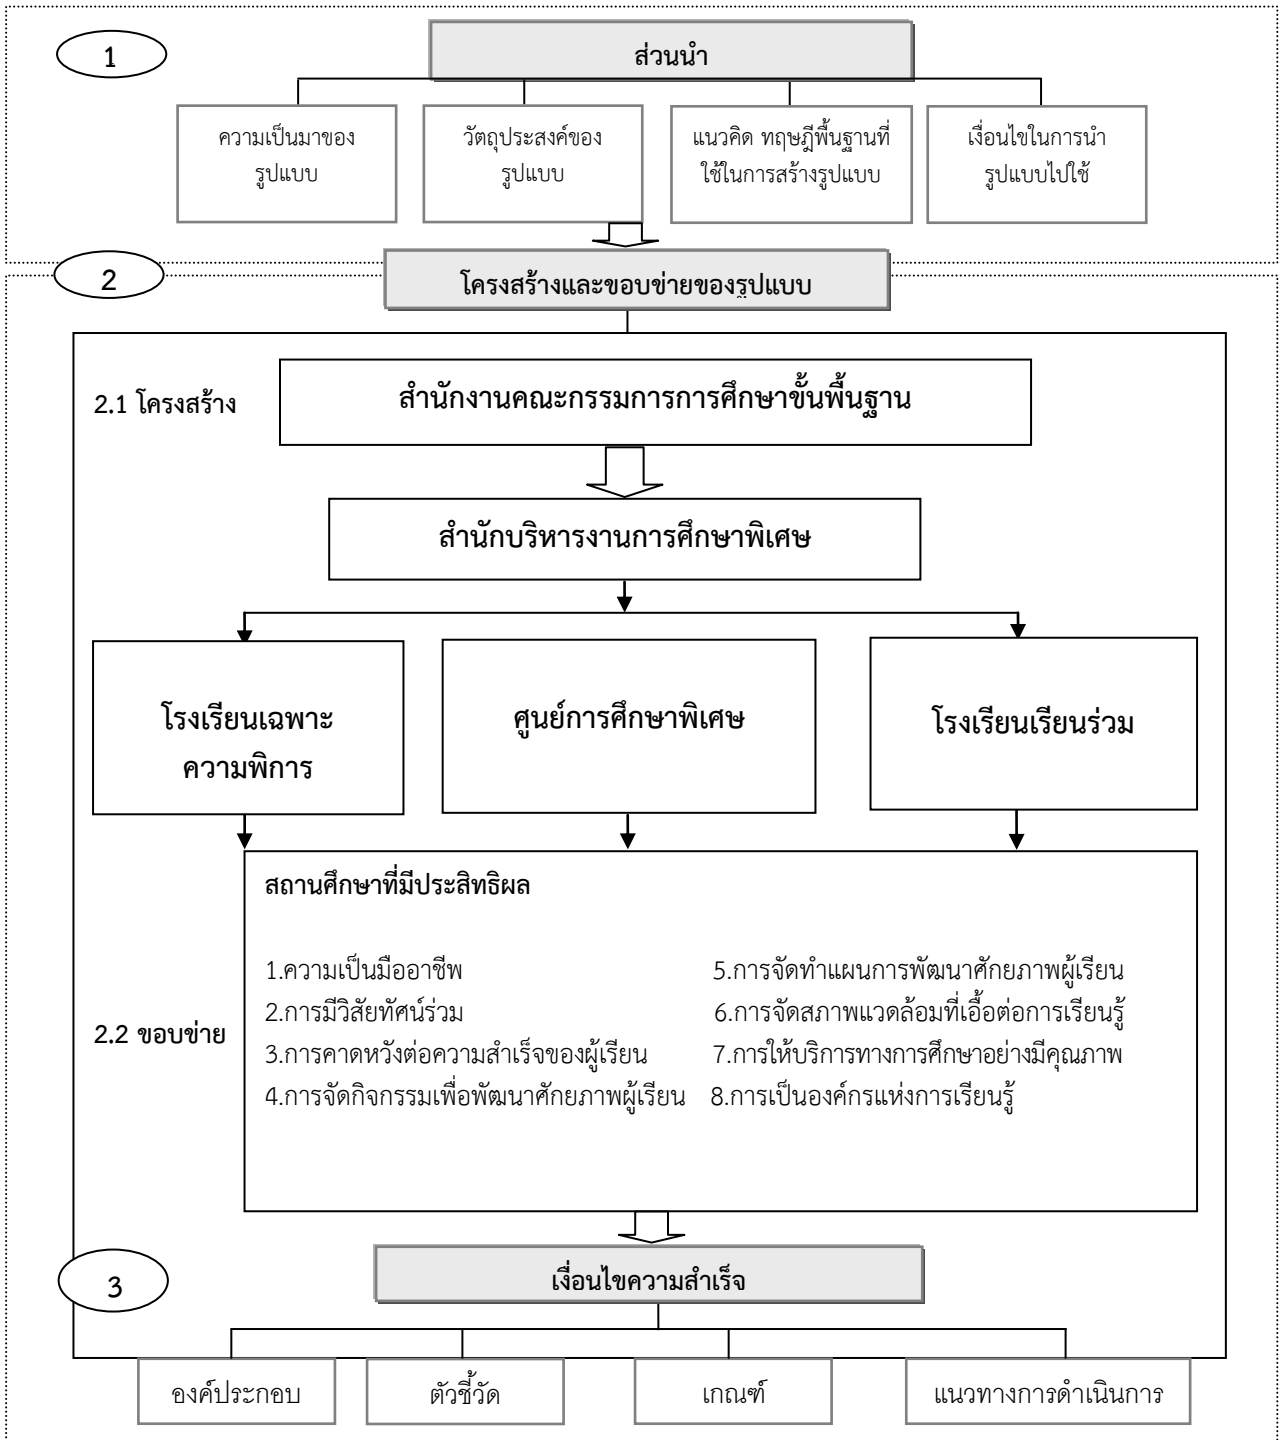 1
ส่วนนำ
ความเป็นมาของ
รูปแบบ
วัตถุประสงค์ของ
รูปแบบ
แนวคิด ทฤษฎีพื้นฐานที่
ใช้ในการสร้างรูปแบบ
เงื่อนไขในการนำ
รูปแบบไปใช้
2
โครงสร้างและขอบข่ายของรูปแบบ
2.1 โครงสร้าง
สำนักงานคณะกรรมการการศึกษาขั้นพื้นฐาน
สำนักบริหารงานการศึกษาพิเศษ
โรงเรียนเฉพาะ
ความพิการ
ศูนย์การศึกษาพิเศษ
โรงเรียนเรียนร่วม
สถานศึกษาที่มีประสิทธิผล
2.2 ขอบข่าย
1.ความเป็นมืออาชีพ
2.การมีวิสัยทัศน์ร่วม
3.การคาดหวังต่อความสำเร็จของผู้เรียน
4.การจัดกิจกรรมเพื่อพัฒนาศักยภาพผู้เรียน
5.การจัดทำแผนการพัฒนาศักยภาพผู้เรียน
6.การจัดสภาพแวดล้อมที่เอื้อต่อการเรียนรู้
7.การให้บริการทางการศึกษาอย่างมีคุณภาพ
8.การเป็นองค์กรแห่งการเรียนรู้
3
เงื่อนไขความสำเร็จ
องค์ประกอบ
ตัวชี้วัด
เกณฑ์
แนวทางการดำเนินการ